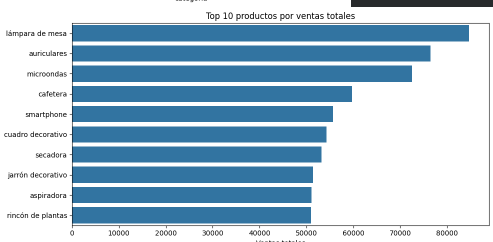 Top 10 productos por ventas totales
lámpara de mesa
auriculares
microondas
cafetera
smartphone
cuadro decorativo
secadora
jarrón decorativo
aspiradora
rincón de plantas
0 10000 20000 30000 40000 50000 60000 70000 80000